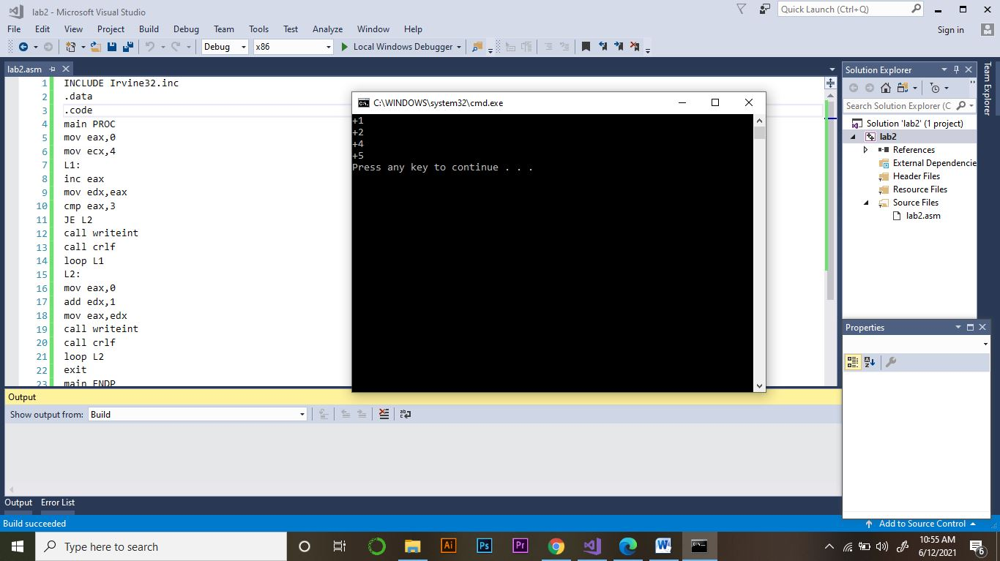 lab2 - Microsoft Visual Studio
Quick Launch (Ctrl+Q)
File Edit View Project Build Debug Team Tools Test Analyze Window Help
Sign in
Debug x86 Local Windows Debugger
lab2.asm
1 INCLUDE Irvine32.inc
2 .data
3 .code
4 main PROC
5 mov eax,0
6 mov ecx,4
7 L1:
8 inc eax
9 mov edx,eax
10 cmp eax,3
11 JE L2
12 call writeint
13 call crlf
14 loop L1
15 L2:
16 mov eax,0
17 add edx,1
18 mov eax,edx
19 call writeint
20 call crlf
21 loop L2
22 exit
23 main ENDP
C:\WINDOWS\system32\cmd.exe
+1
+2
+4
+5
Press any key to continue . . .
Solution Explorer
Search Solution Explorer (C
Solution 'lab2' (1 project)
lab2
References
External Dependencie
Header Files
Resource Files
Source Files
lab2.asm
Team Explorer
Properties
Output
Show output from: Build
Output Error List
Build succeeded
Add to Source Control
Type here to search
Ai Ps Pr
10:55 AM
6/12/2021
6